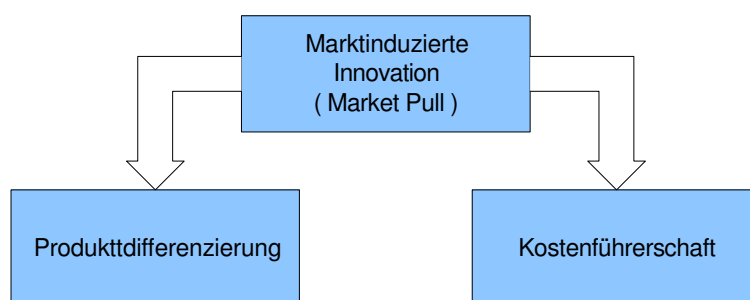 Marktinduzierte
Innovation
( Market Pull )
Produkttdifferenzierung
Kostenführerschaft